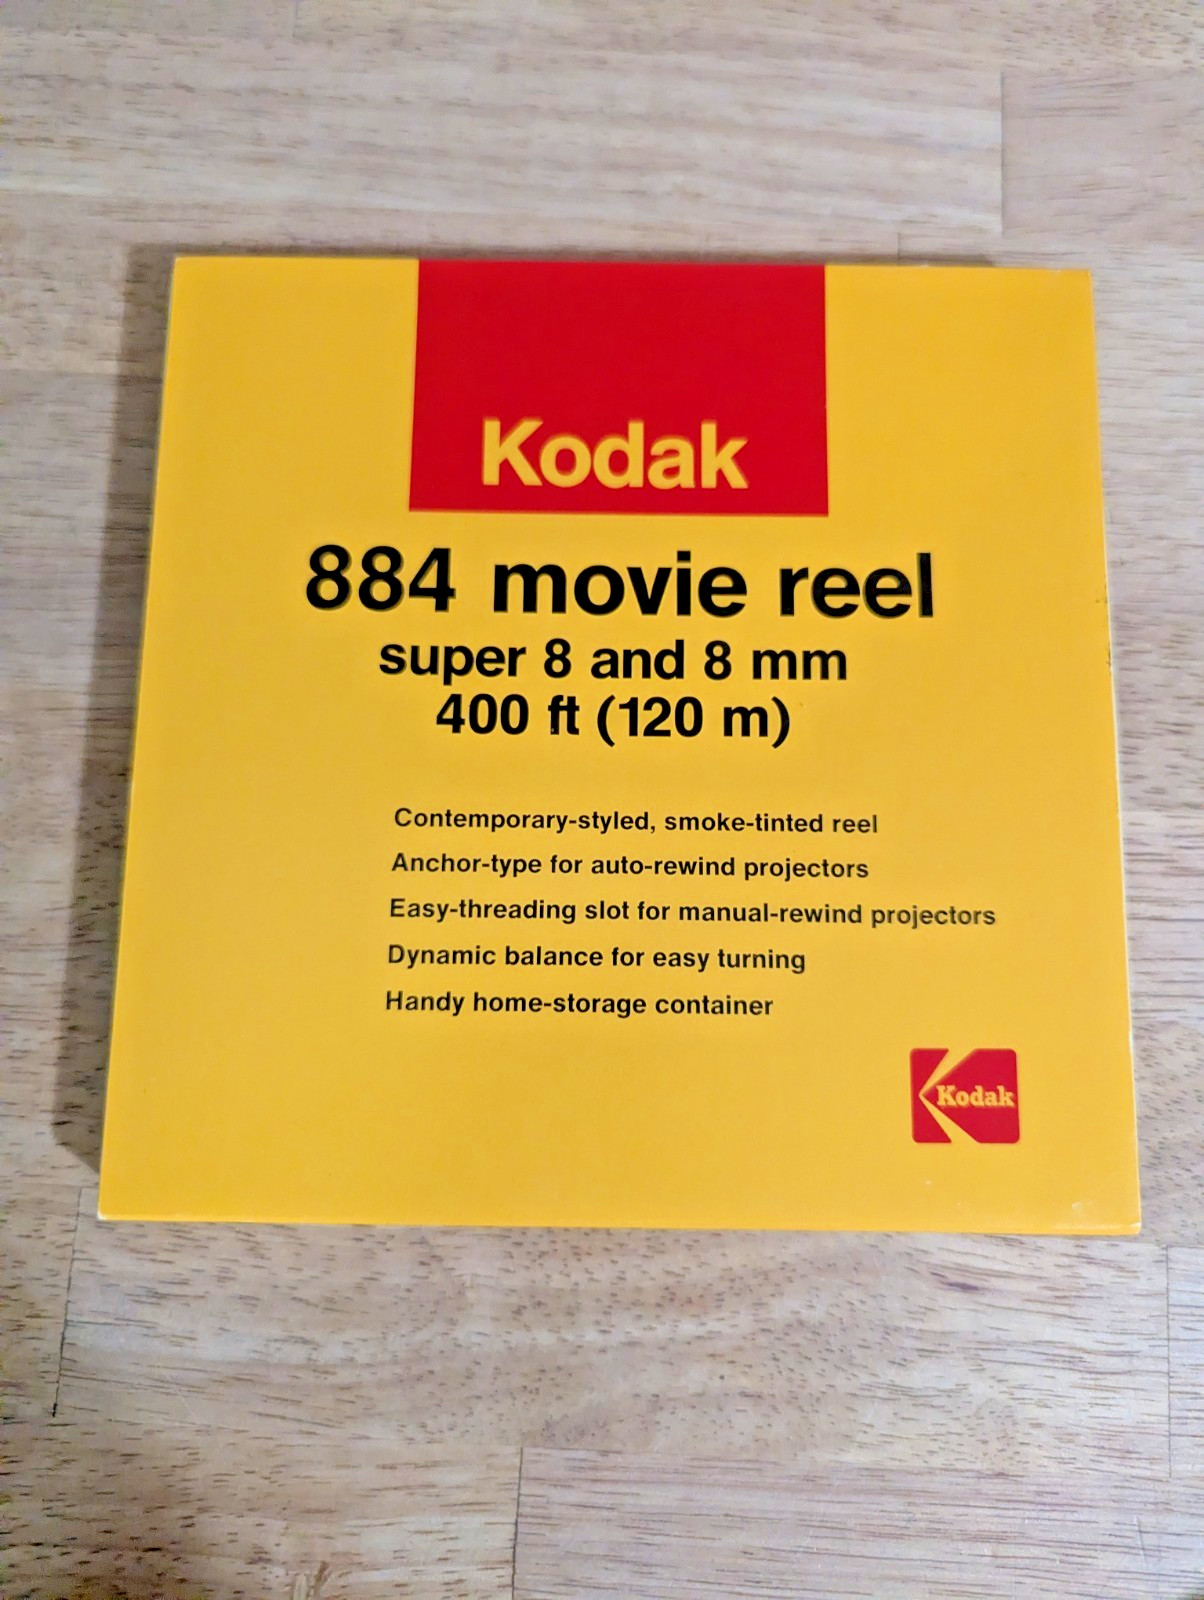 Kodak
884 movie reel
super 8 and 8 mm
400 ft (120 m)
Contemporary-styled, smoke-tinted reel
Anchor-type for auto-rewind projectors
Easy-threading slot for manual-rewind projectors
Dynamic balance for easy turning
Handy home-storage container
Kodak